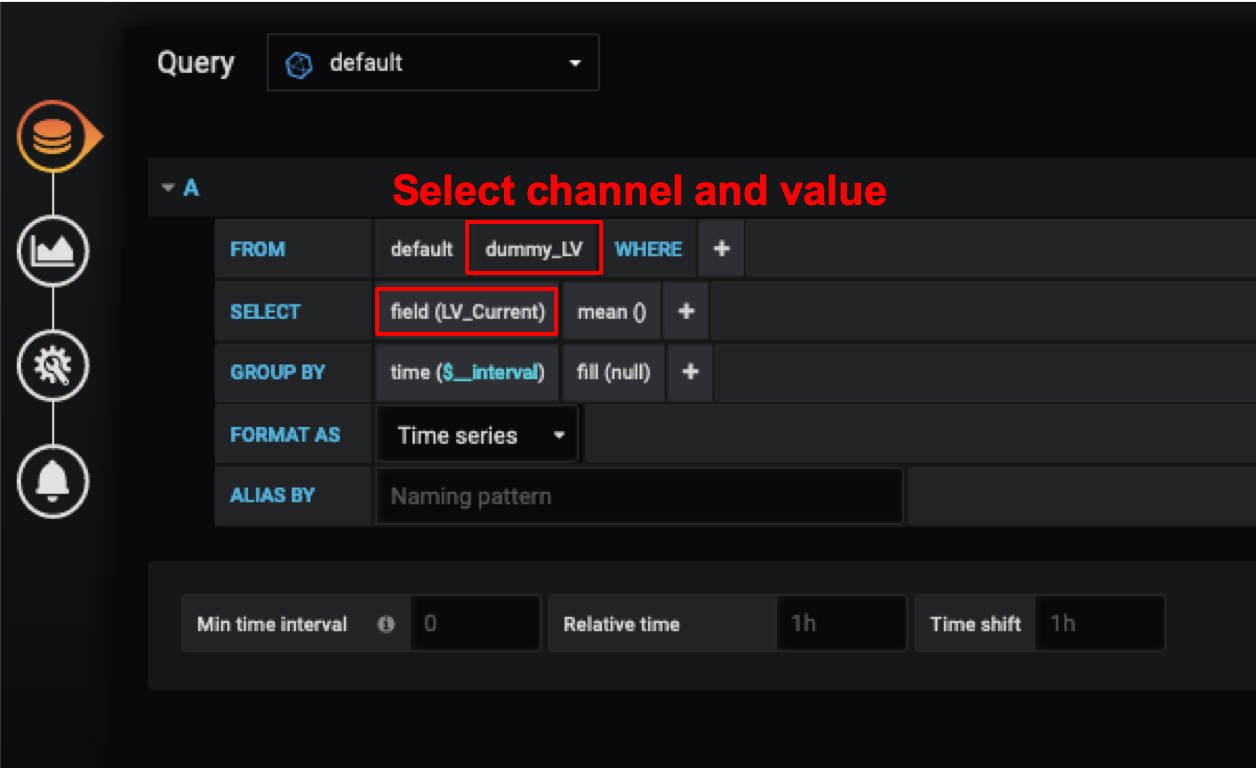 Query default
A
Select channel and value
FROM default dummy_LV WHERE +
SELECT field (LV_Current) mean () +
GROUP BY time ($__interval) fill (null) +
FORMAT AS Time series
ALIAS BY Naming pattern
Min time interval 0 Relative time 1h Time shift 1h